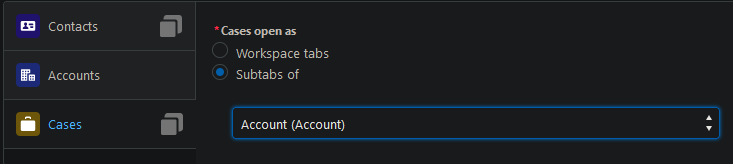 Contacts
Accounts
Cases
*Cases open as
Workspace tabs
Subtabs of
Account (Account)